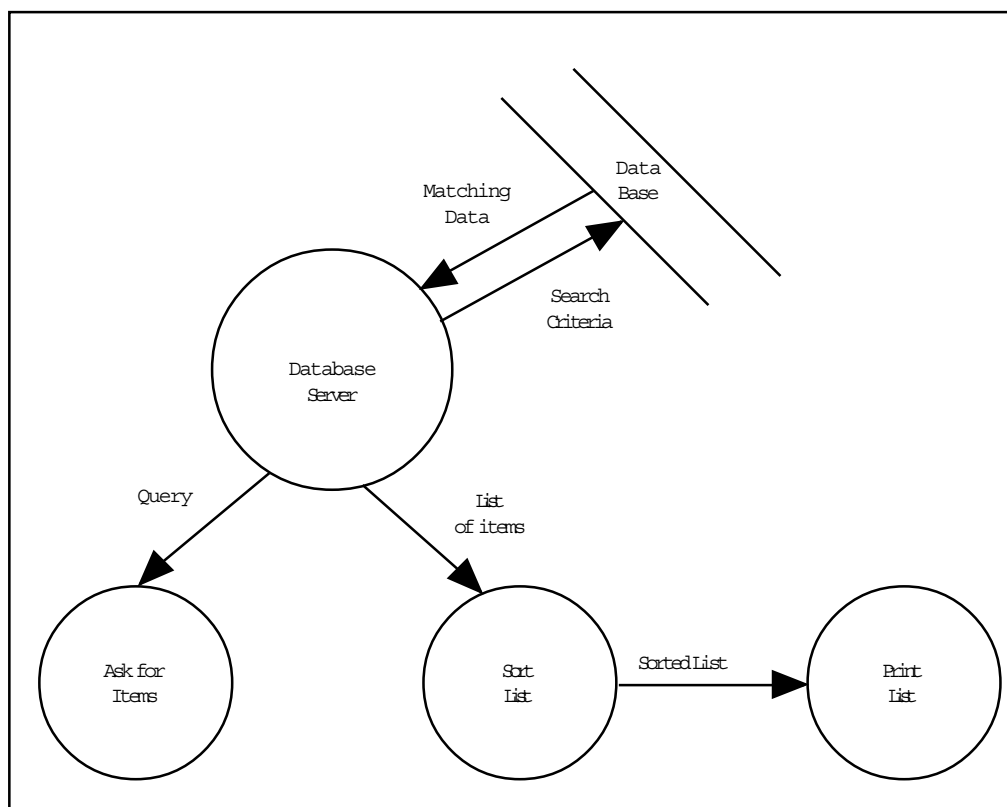 Data
Base
Matching
Data
Search
Criteria
Database
Server
Query
List
of items
Ask for
Items
Sort
List
Sorted List
Print
List